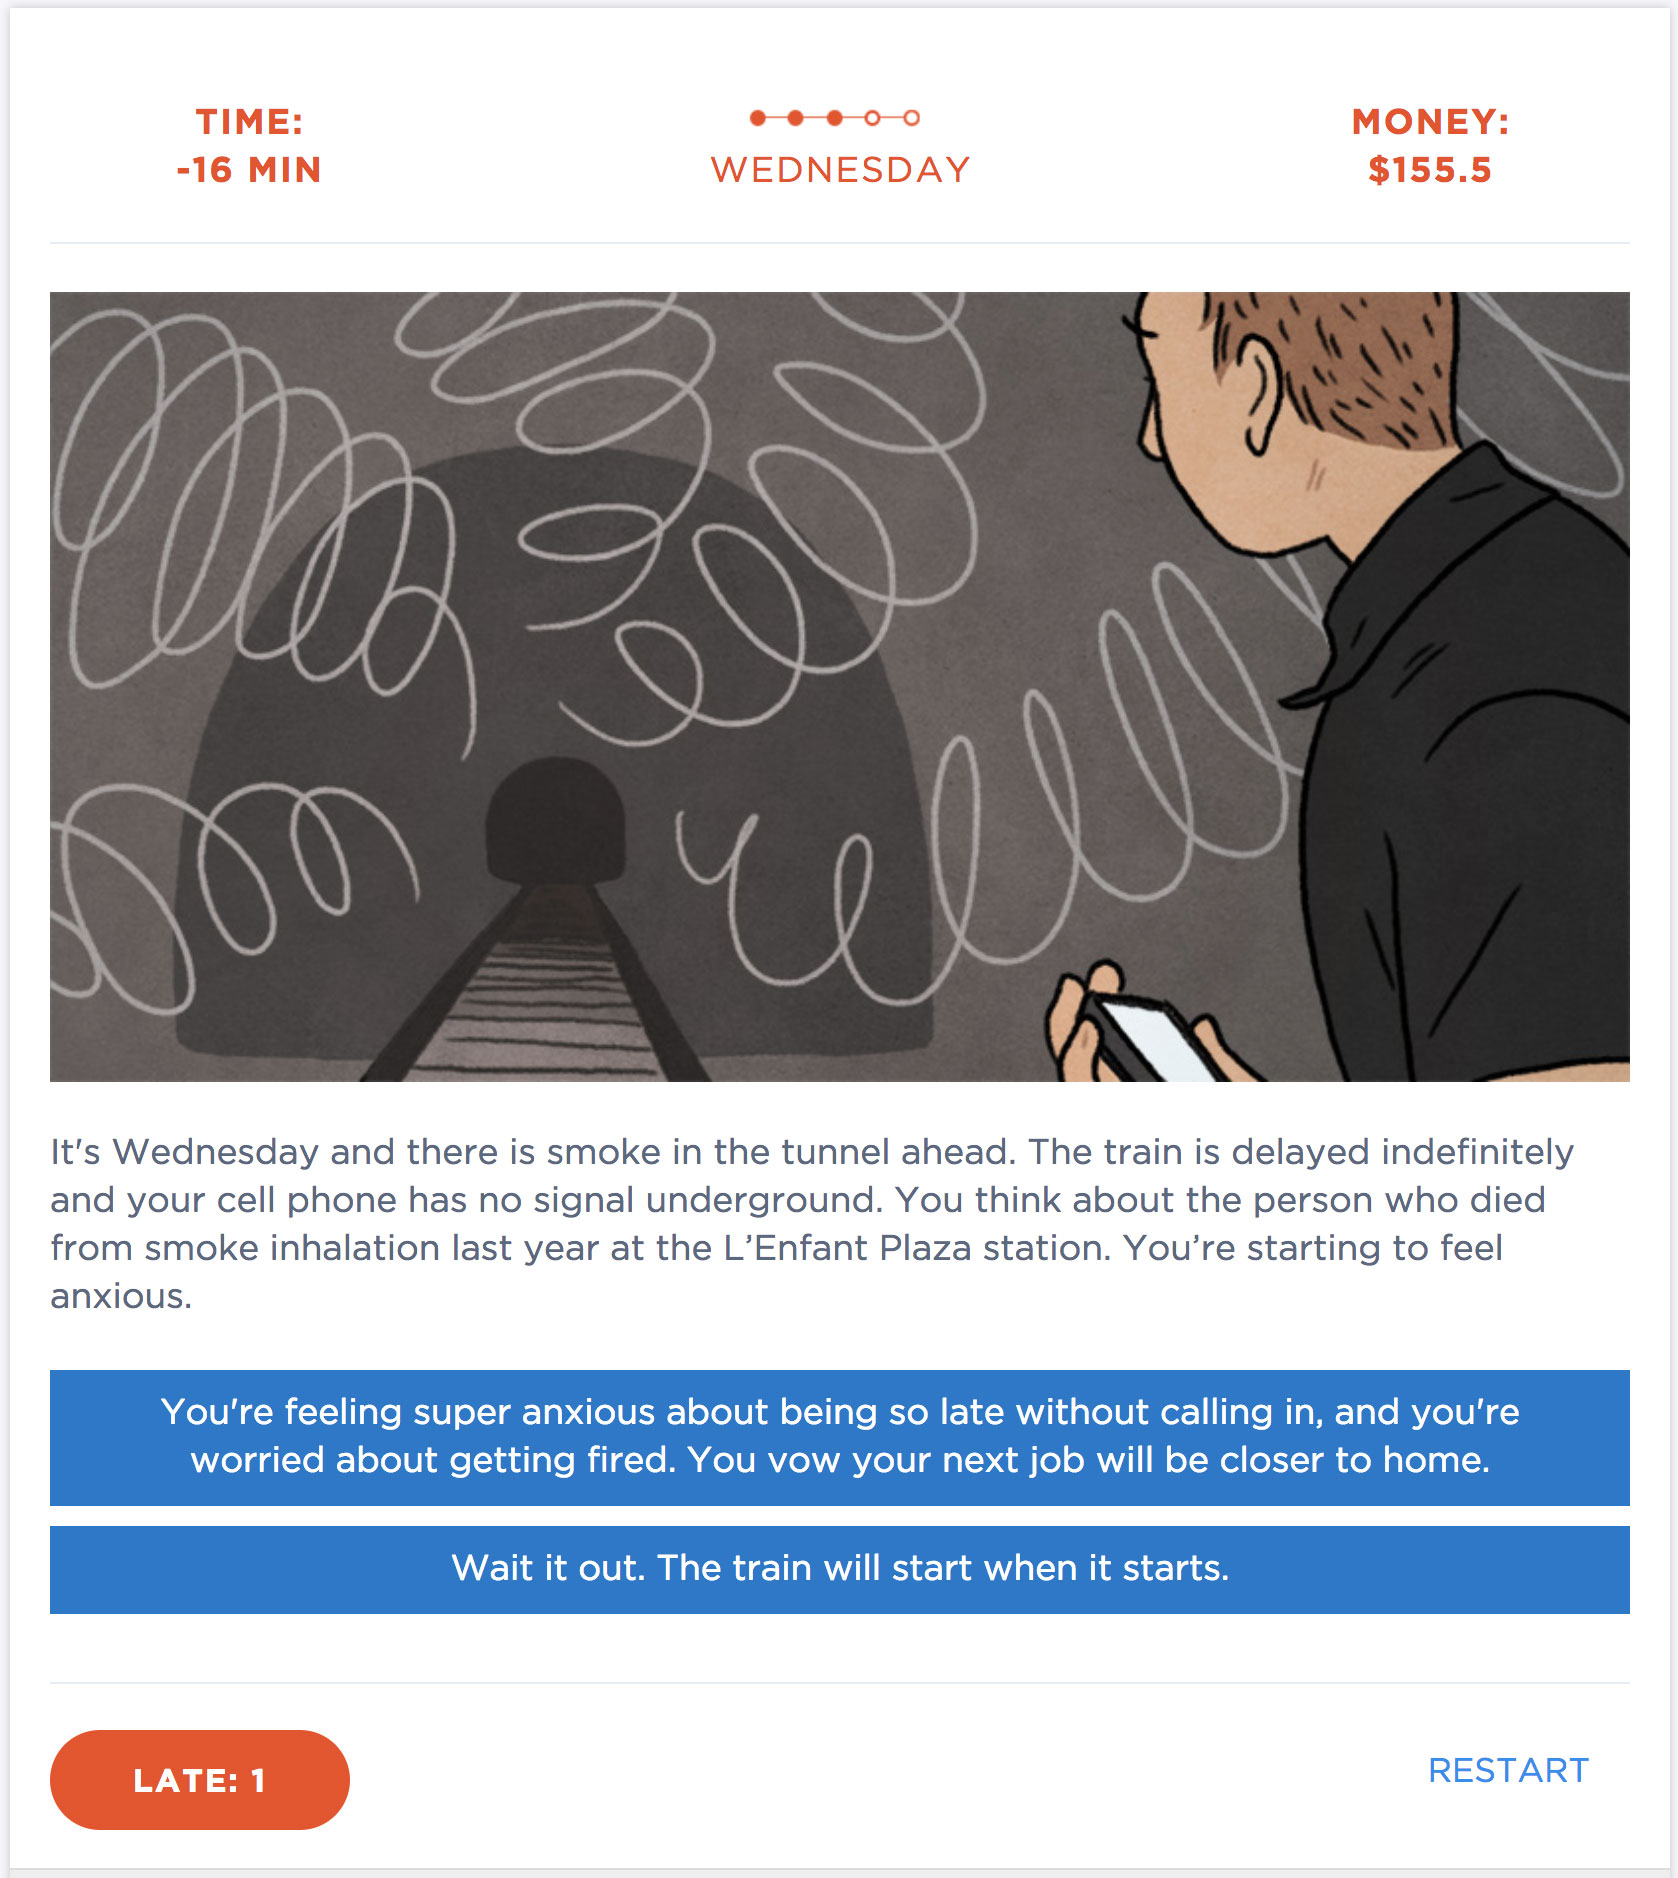 TIME:
-16 MIN
WEDNESDAY
MONEY:
$155.5
It's Wednesday and there is smoke in the tunnel ahead. The train is delayed indefinitely
and your cell phone has no signal underground. You think about the person who died
from smoke inhalation last year at the L’Enfant Plaza station. You’re starting to feel
anxious.
You're feeling super anxious about being so late without calling in, and you're
worried about getting fired. You vow your next job will be closer to home.
Wait it out. The train will start when it starts.
LATE: 1
RESTART